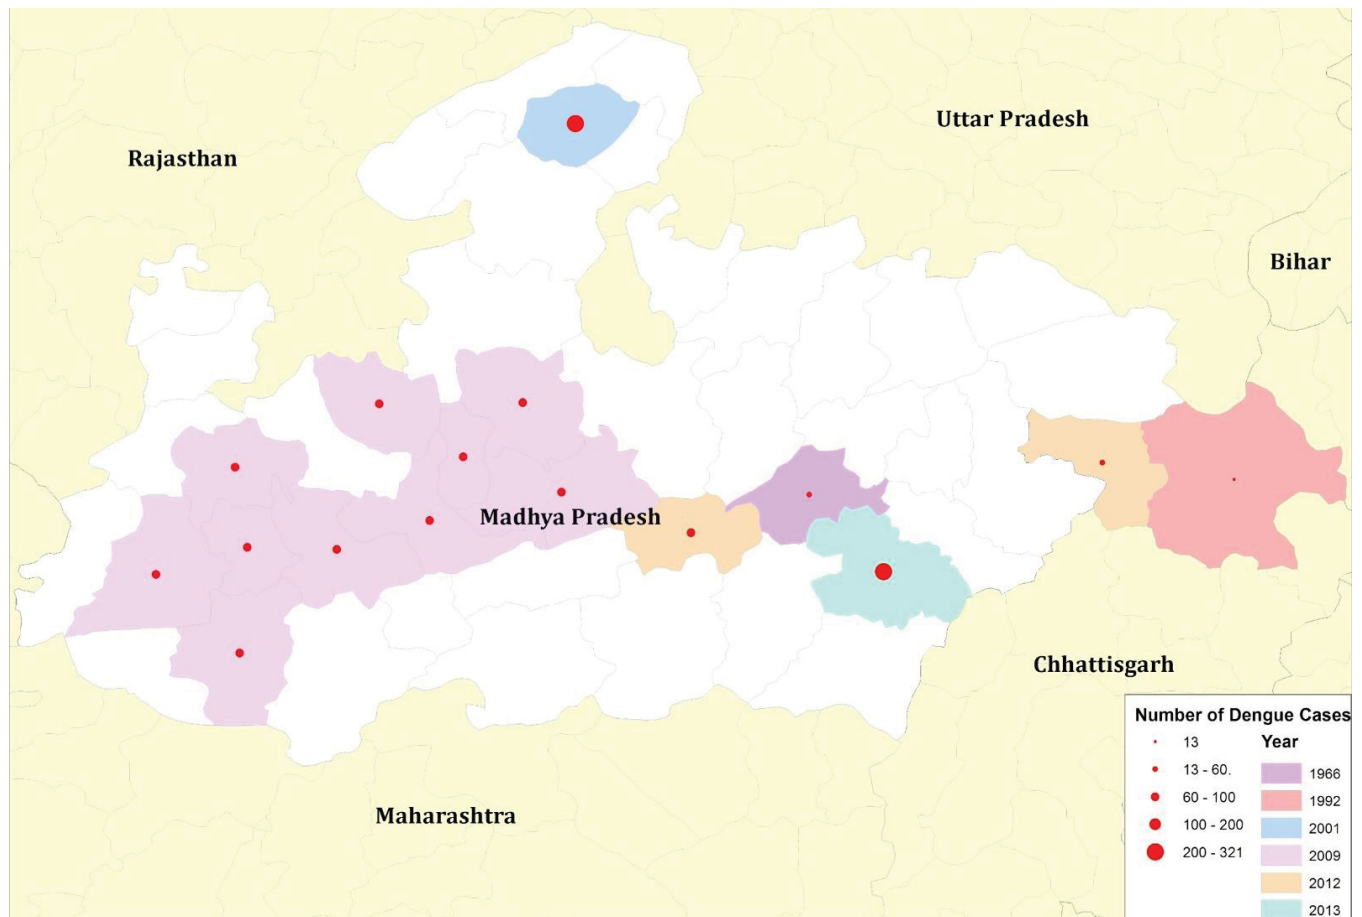 Uttar Pradesh
Rajasthan
Bihar
Madhya Pradesh
Chhattisgarh
Maharashtra
Number of Dengue Cases
13
13 - 60.
60 - 100
100 - 200
200 - 321
Year
1966
1992
2001
2009
2012
2013